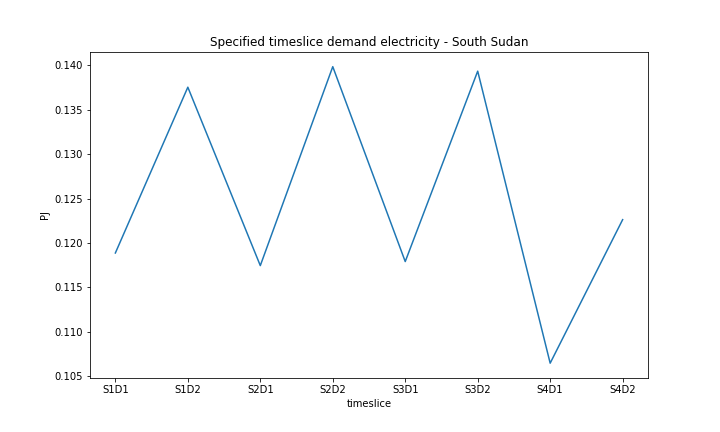 Specified timeslice demand electricity - South Sudan
0.140
0.135
0.130
0.125
0.120
0.115
0.110
0.105
PJ
S1D1 S1D2 S2D1 S2D2 S3D1 S3D2 S4D1 S4D2
timeslice